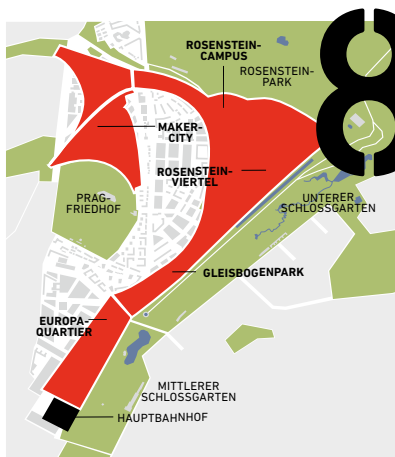 ROSENSTEIN-
CAMPUS
ROSENSTEIN-
PARK
MAKER-
CITY
ROSENSTEIN-
VIERTEL
PRAG-
FRIEDHOF
UNTERER
SCHLOSSGARTEN
GLEISBOGENPARK
EUROPA-
QUARTIER
MITTLERER
SCHLOSSGARTEN
HAUPTBAHNHOF